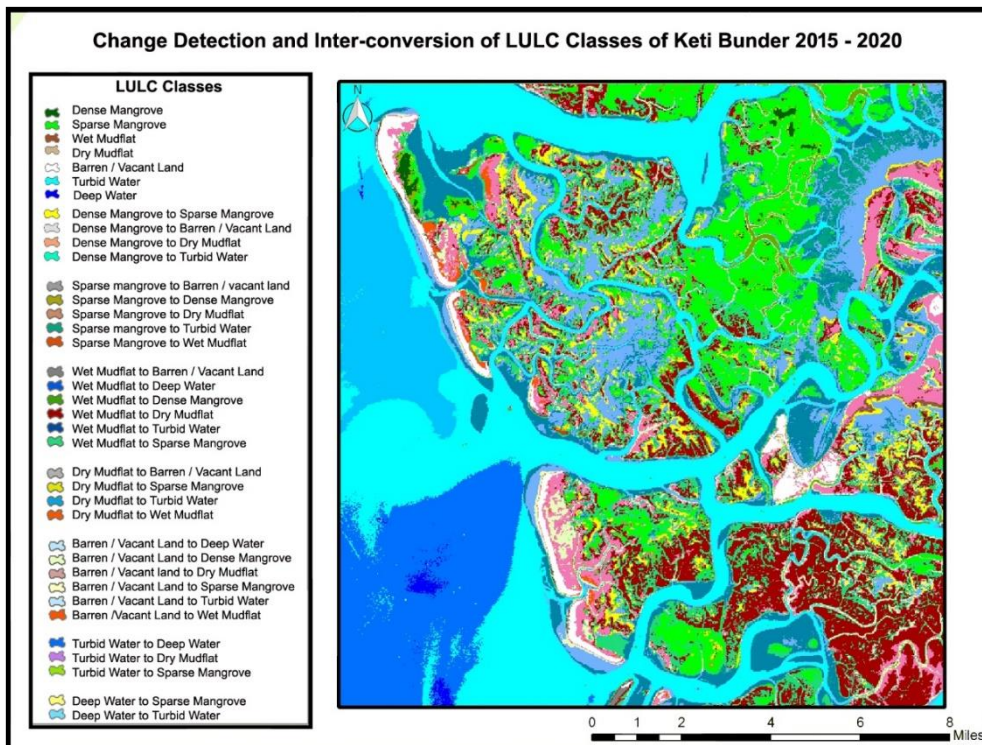 Change Detection and Inter-conversion of LULC Classes of Keti Bunder 2015 - 2020
LULC Classes
Dense Mangrove
Sparse Mangrove
Wet Mudflat
Dry Mudflat
Barren / Vacant Land
Turbid Water
Deep Water
Dense Mangrove to Sparse Mangrove
Dense Mangrove to Barren / Vacant Land
Dense Mangrove to Dry Mudflat
Dense Mangrove to Turbid Water
Sparse mangrove to Barren / vacant land
Sparse Mangrove to Dense Mangrove
Sparse Mangrove to Dry Mudflat
Sparse mangrove to Turbid Water
Sparse Mangrove to Wet Mudflat
Wet Mudflat to Barren / Vacant Land
Wet Mudflat to Deep Water
Wet Mudflat to Dense Mangrove
Wet Mudflat to Dry Mudflat
Wet Mudflat to Turbid Water
Wet Mudflat to Sparse Mangrove
Dry Mudflat to Barren / Vacant Land
Dry Mudflat to Sparse Mangrove
Dry Mudflat to Turbid Water
Dry Mudflat to Wet Mudflat
Barren / Vacant Land to Deep Water
Barren / Vacant Land to Dense Mangrove
Barren / Vacant land to Dry Mudflat
Barren / Vacant Land to Sparse Mangrove
Barren / Vacant Land to Turbid Water
Barren /Vacant Land to Wet Mudflat
Turbid Water to Deep Water
Turbid Water to Dry Mudflat
Turbid Water to Sparse Mangrove
Deep Water to Sparse Mangrove
Deep Water to Turbid Water
N
0 1 2 4 6 8
Miles